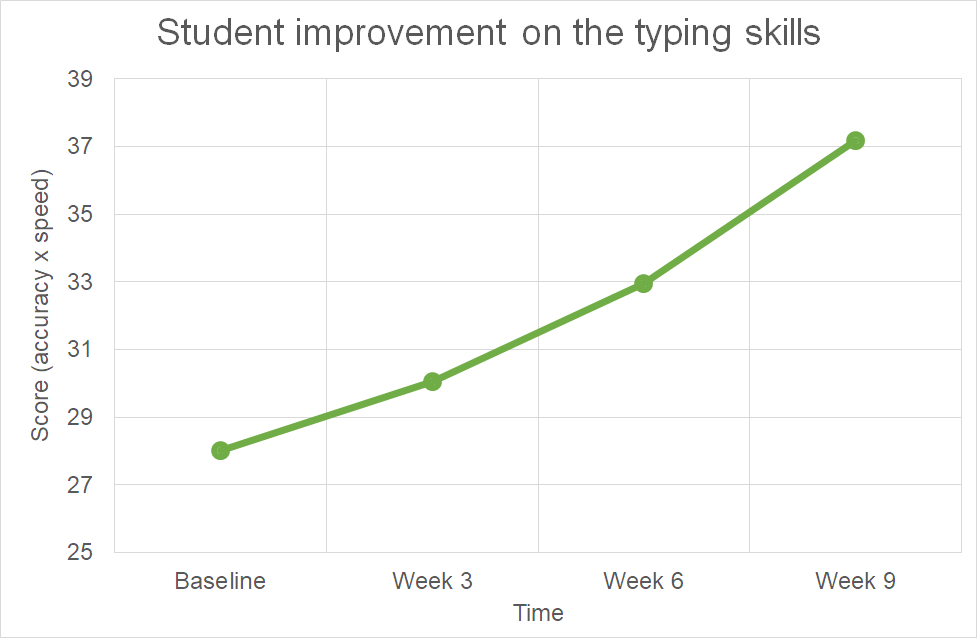 Student improvement on the typing skills
39
37
35
33
31
29
27
25
Score (accuracy x speed)
Baseline Week 3 Week 6 Week 9
Time